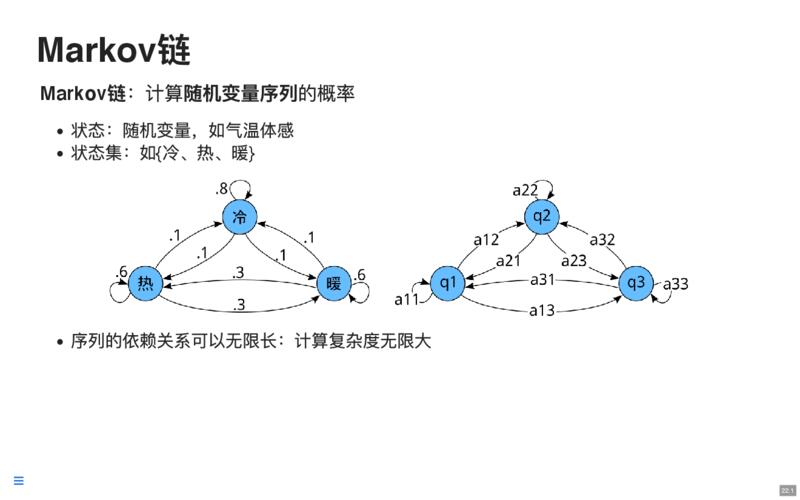 Markov链
Markov链：计算随机变量序列的概率
状态：随机变量，如气温体感
状态集：如{冷、热、暖}
.8
冷
.1
.1
.1
.1
.6
热
.3
暖
.6
.3
a22
q2
a12
a32
a21
a23
q1
a31
q3
a33
a11
a13
序列的依赖关系可以无限长：计算复杂度无限大
22.1